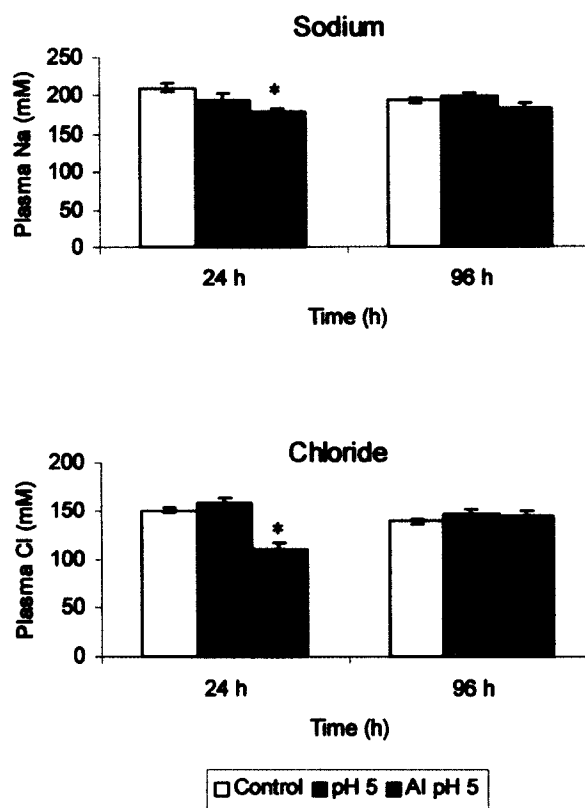 Sodium
250
200
150
100
50
0
Plasma Na (mM)
*
24 h 96 h
Time (h)
Chloride
200
150
100
50
0
Plasma Cl (mM)
*
24 h 96 h
Time (h)
Control pH 5 Al pH 5